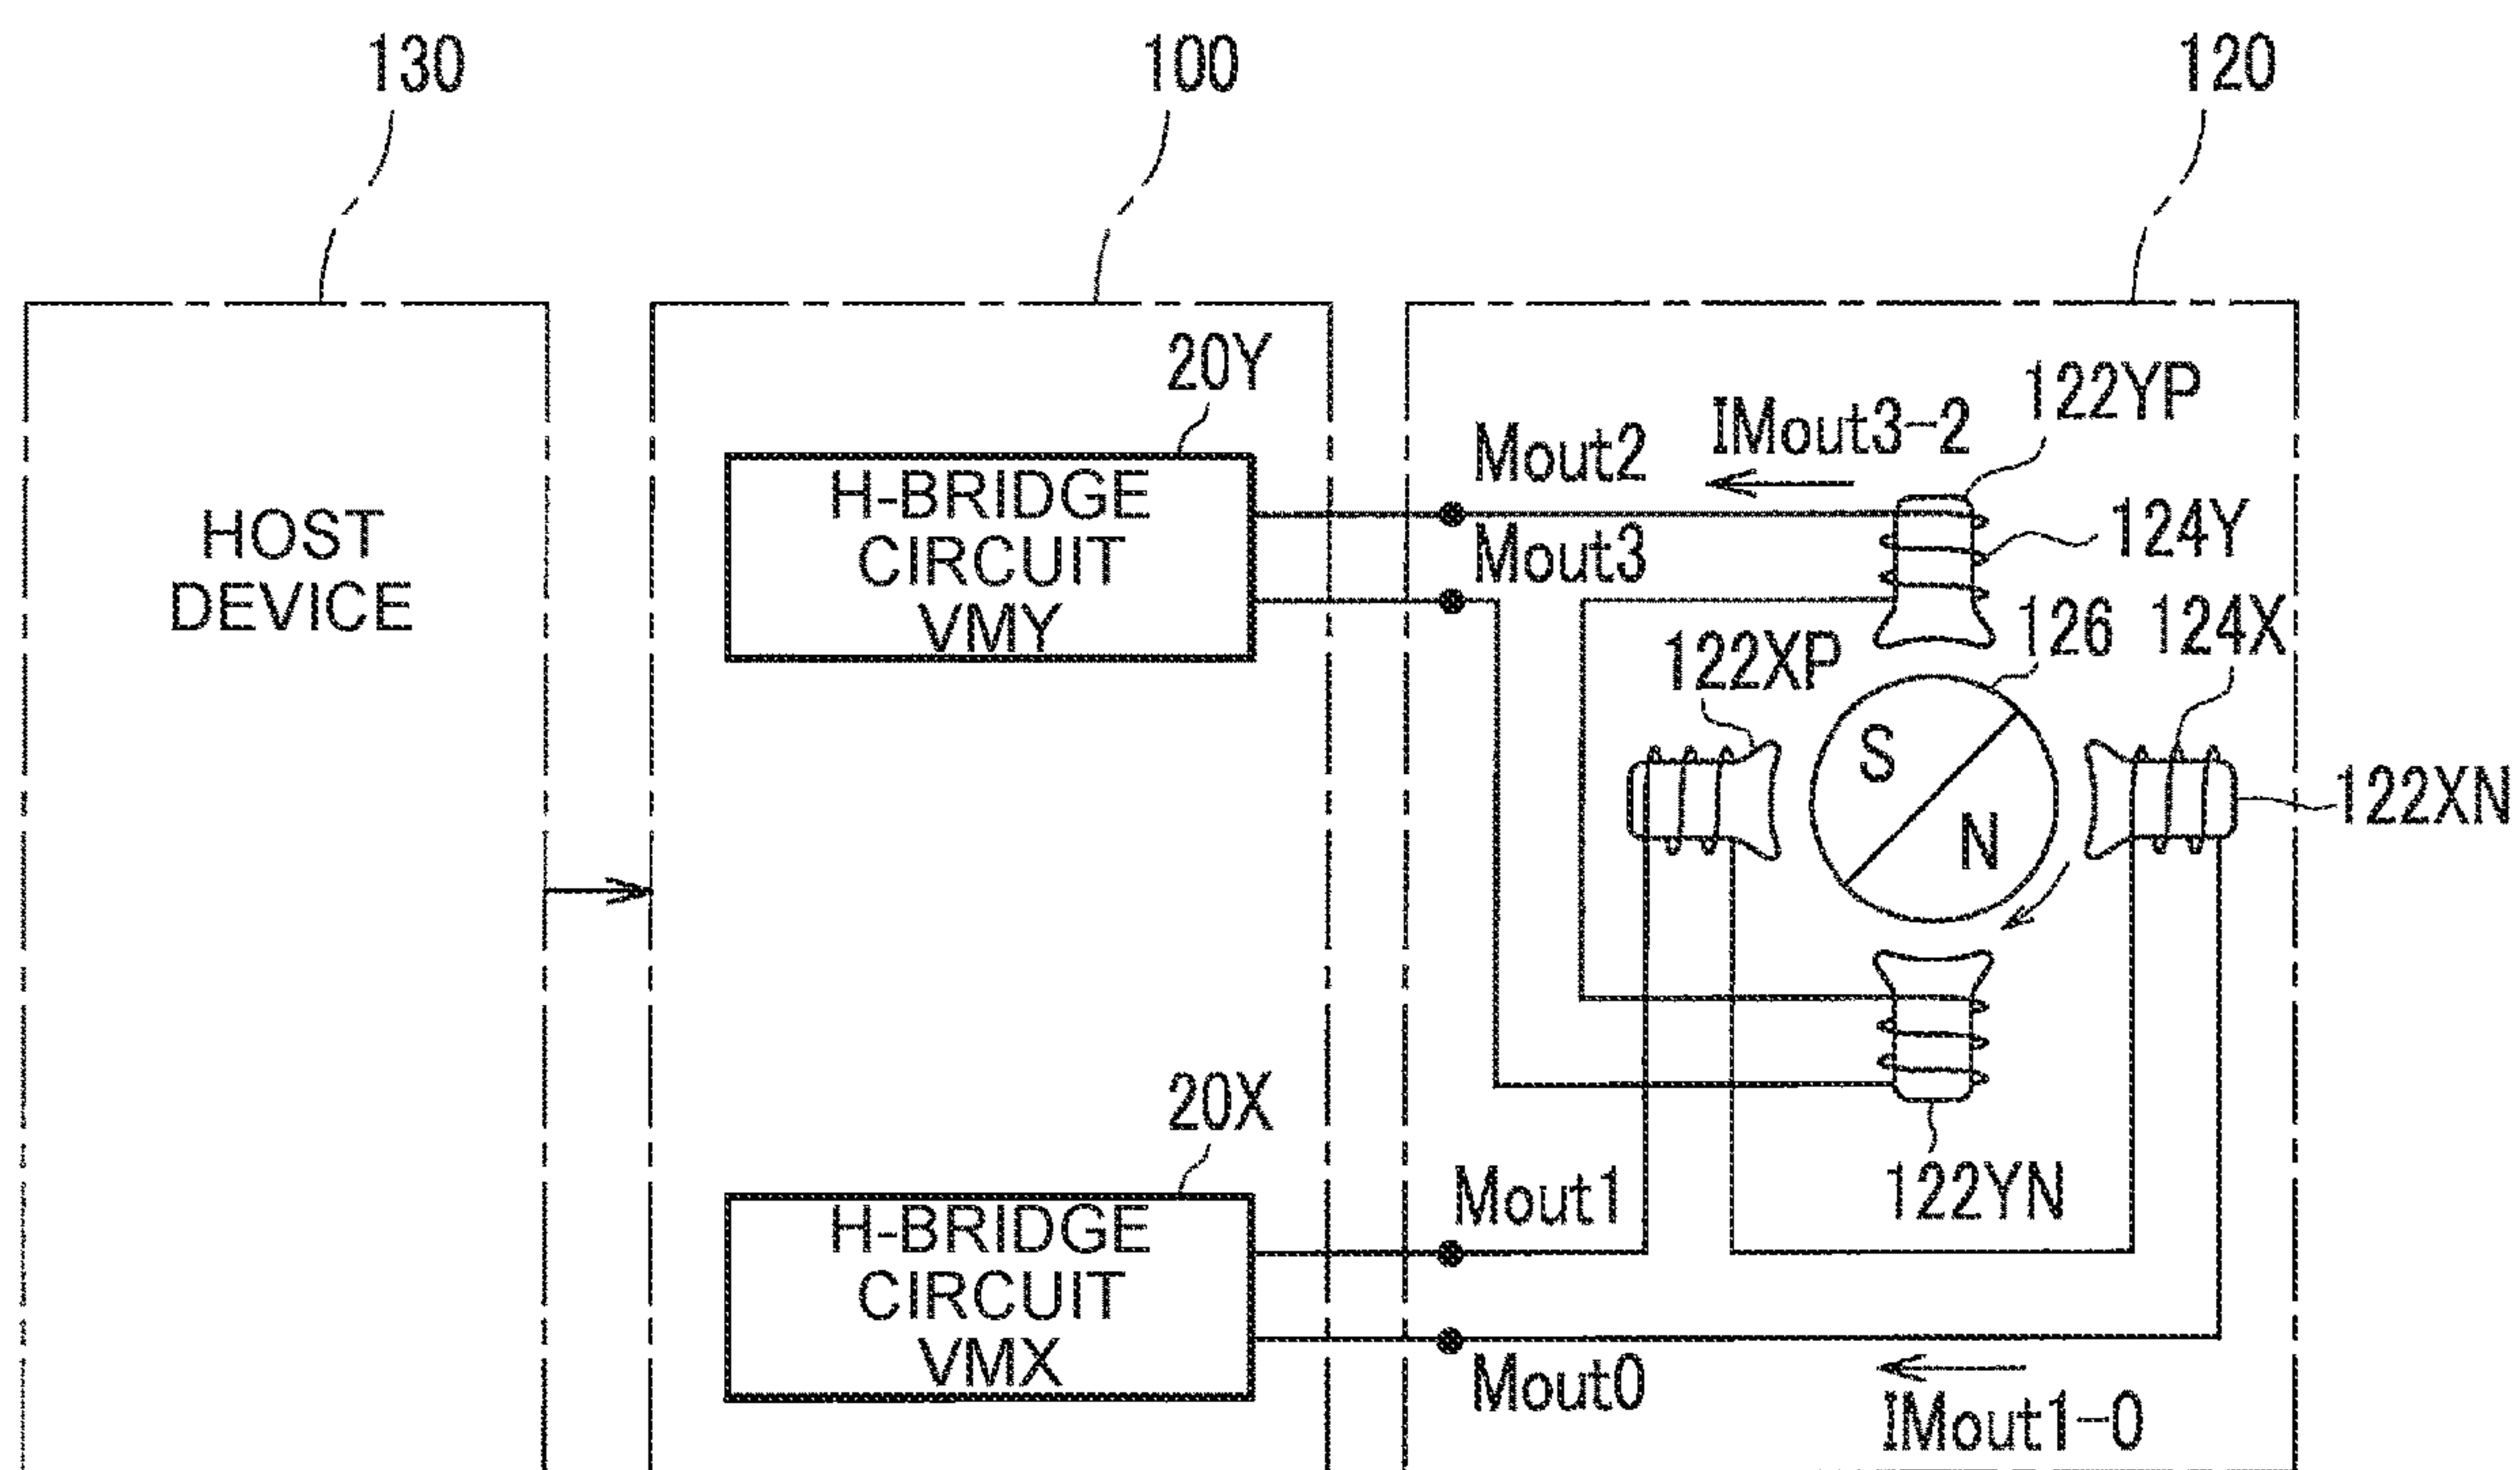 130
100
120
20Y
122YP
IMout3-2
Mout2
H-BRIDGE
CIRCUIT
VMY
124Y
HOST
DEVICE
Mout3
126
124X
122XP
S
N
122XN
20X
122YN
Mout1
H-BRIDGE
CIRCUIT
VMX
Mout0
IMout1-0